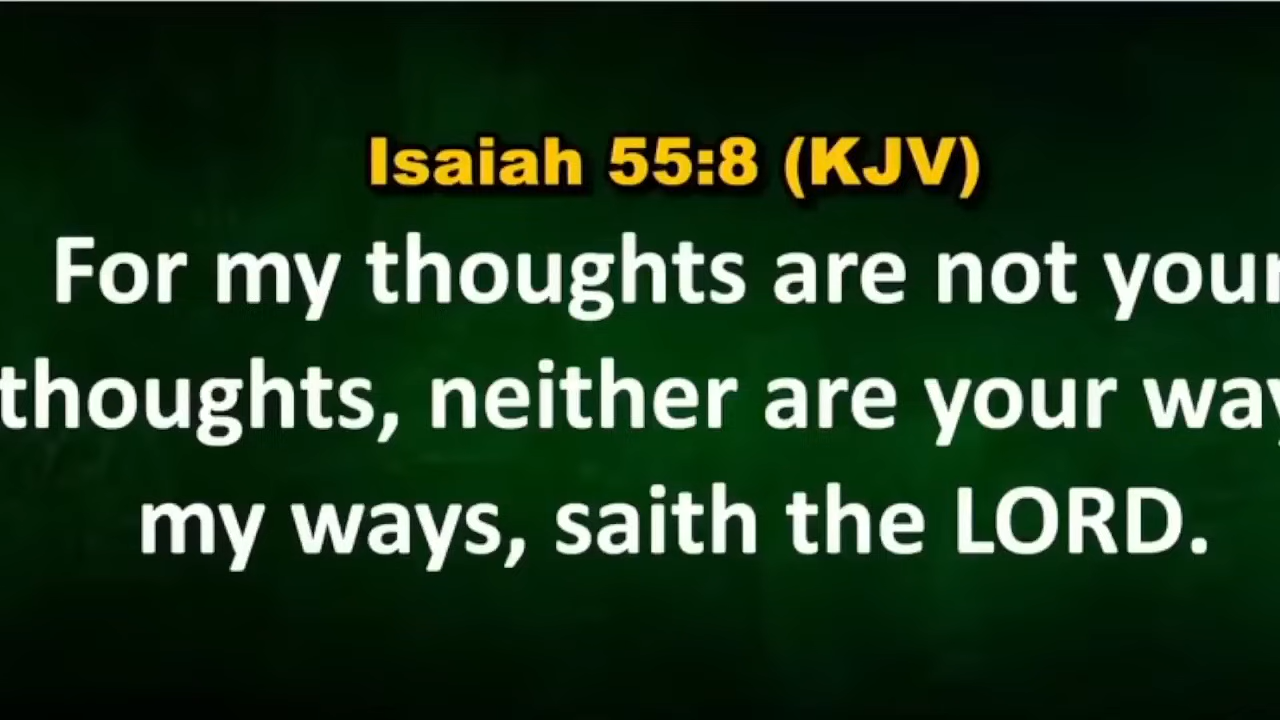 Isaiah 55:8 (KJV)
For my thoughts are not your
thoughts, neither are your way
my ways, saith the LORD.